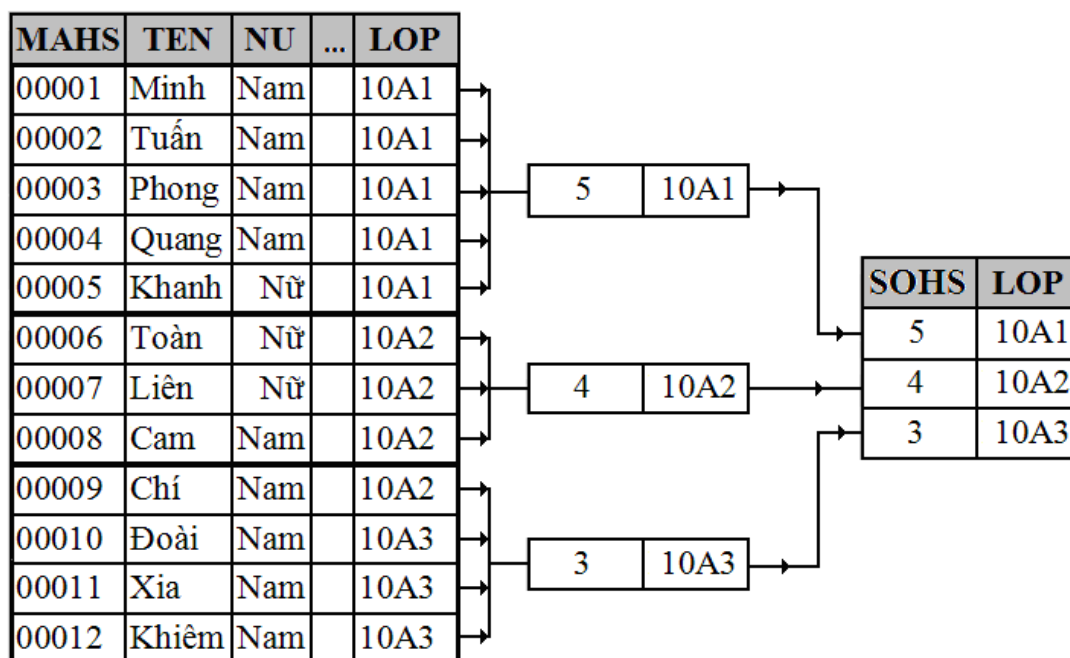 MAHS TEN NU ... LOP
00001 Minh Nam 10A1
00002 Tuấn Nam 10A1
00003 Phong Nam 10A1
00004 Quang Nam 10A1
00005 Khanh Nữ 10A1
00006 Toàn Nữ 10A2
00007 Liên Nữ 10A2
00008 Cam Nam 10A2
00009 Chí Nam 10A2
00010 Đoài Nam 10A3
00011 Xia Nam 10A3
00012 Khiêm Nam 10A3
5 10A1
4 10A2
3 10A3
SOHS LOP
5 10A1
4 10A2
3 10A3